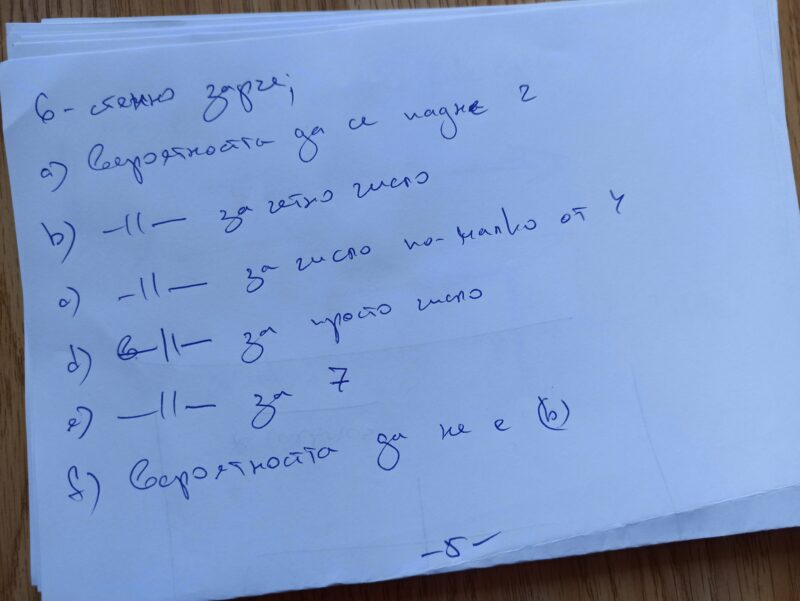 6-стенно зарче;
a) Вероятността да се падне 2
b) -||- за четно число
c) -||- за число по-малко от 4
d) -||- за просто число
e) -||- за 7
f) Вероятността да не е (b)
-5-